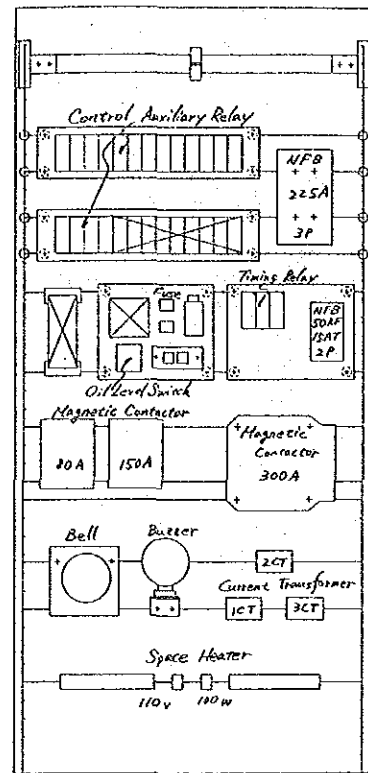 Control Auxiliary Relay
NFB
225A
3P
Timing Relay
Fuse
NFB
50AF
15AT
2P
Oil Level Switch
Magnetic Contactor
80A
150A
Magnetic
Contactor
300A
Bell
Buzzer
2CT
Current Transformer
1CT
3CT
Space Heater
110V
100W